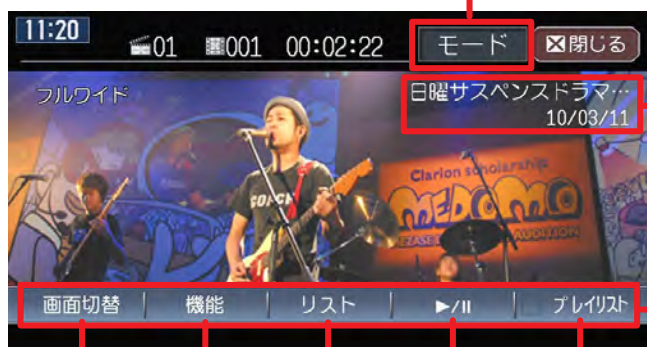 11:20 01 001 00:02:22 モード 閉じる
フルワイド
日曜サスペンスドラマ…
10/03/11
Clarion scholarship
MEDOMO
AUDITION
画面切替 機能 リスト ►/II プレイリスト